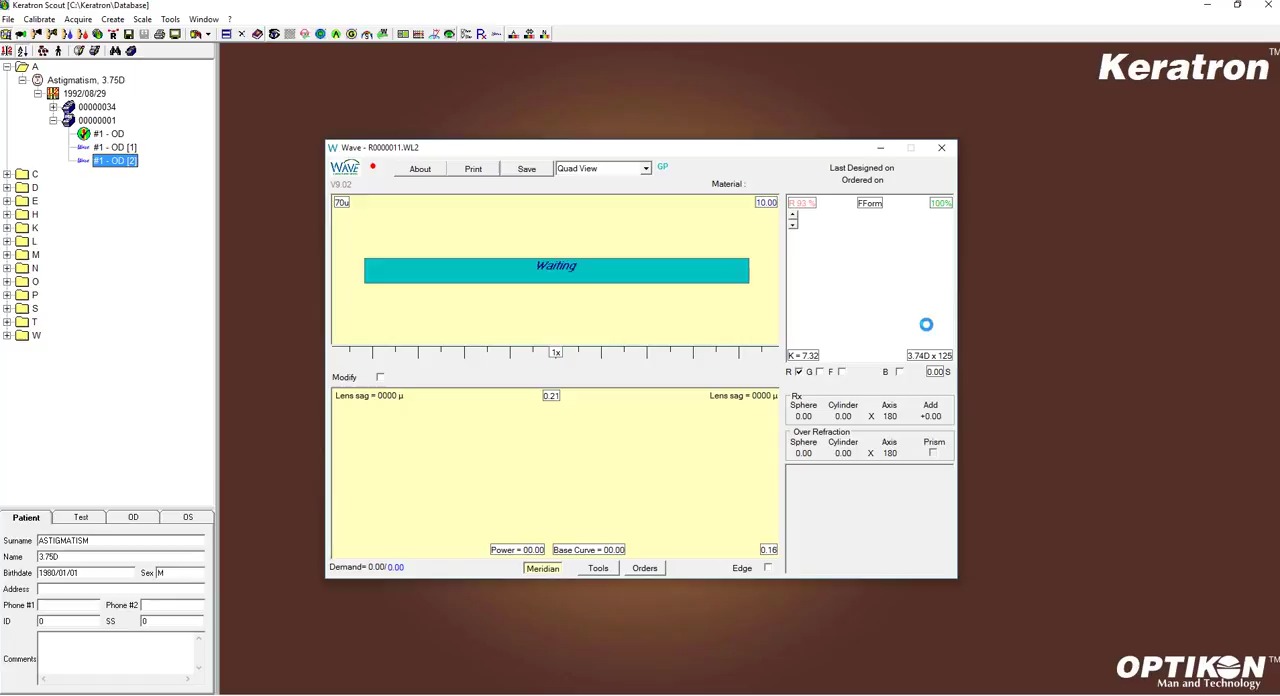 Keratron Scout [C:\Keratron\Database]
File Calibrate Acquire Create Scale Tools Window ?
A
Astigmatism, 3.75D
1992/08/29
00000034
00000001
#1 - OD
#1 - OD [1]
#1 - OD [2]
C
D
E
H
K
L
M
N
O
P
S
T
W
Patient Test OD OS
Surname ASTIGMATISM
Name 3.75D
Birthdate 1980/01/01 Sex M
Address
Phone #1 Phone #2
ID 0 SS 0
Comments
Keratron TM
Wave - R0000011.WL2
WAVE About Print Save Quad View GP
V9.02
Material :
Last Designed on
Ordered on
70u 10.00
Waiting
1x
Modify
Lens sag = 0000 µ 0.21 Lens sag = 0000 µ
Power = 00.00 Base Curve = 00.00 0.16
Demand= 0.00/0.00 Meridian Tools Orders Edge
R 93 % FForm 100%
K = 7.32 3.74D x 125
R G F B 0.00 S
Rx
Sphere Cylinder Axis Add
0.00 0.00 X 180 +0.00
Over Refraction
Sphere Cylinder Axis Prism
0.00 0.00 X 180
OPTIKON TM
Man and Technology